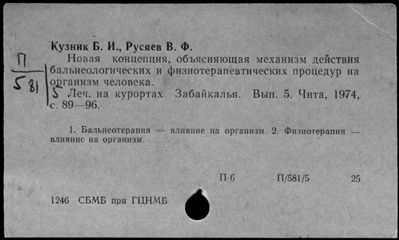 Кузник Б. И., Русяев В. Ф.
Новая концепция, объясняющая механизм действия
бальнеологических и физиотерапевтических процедур на
организм человека.
Леч. на курортах Забайкалья. Вып. 5. Чита, 1974,
с. 89—96.
П
5 81
5
1. Бальнеотерапия — влияние на организм. 2. Физиотерапия —
влияние на организм.
П-6 П/581/5 25
1246 СБМБ при ГЦНМБ